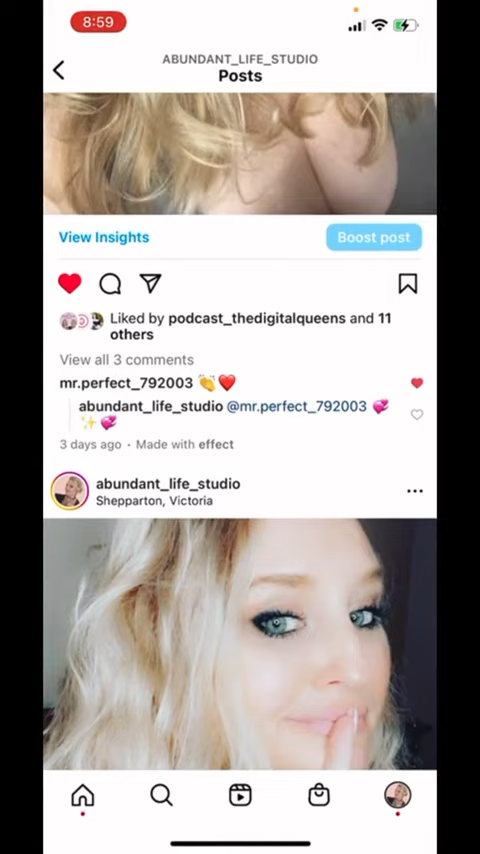 8:59
ABUNDANT_LIFE_STUDIO
Posts
View Insights
Boost post
Liked by podcast_thedigitalqueens and 11
others
View all 3 comments
mr.perfect_792003 👏❤️
abundant_life_studio @mr.perfect_792003 💞
✨💞
3 days ago • Made with effect
abundant_life_studio
Shepparton, Victoria